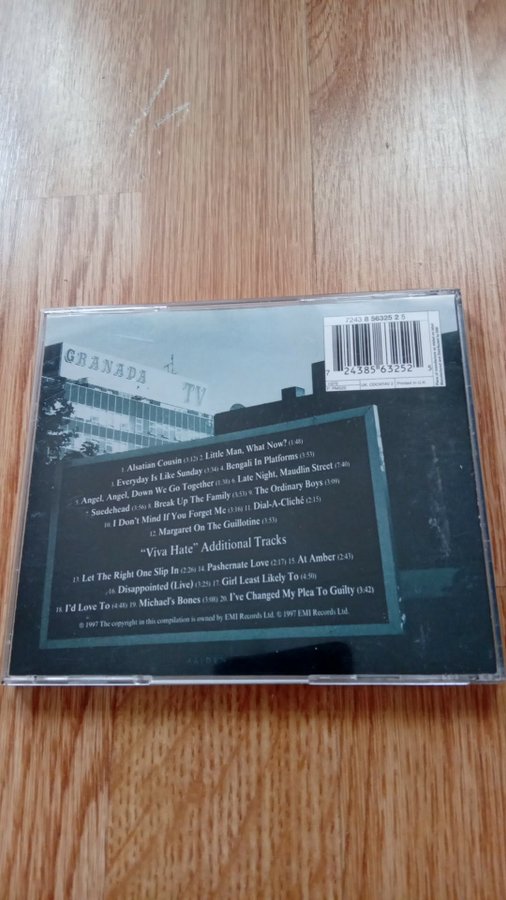 7243 8 56325 2 5
7 24385 63252 5
GRANADA TV
UK: CDCNTAV 2
Printed in U.K.
1. Alsatian Cousin (3:12) 2. Little Man, What Now? (1:48)
3. Everyday Is Like Sunday (3:34) 4. Bengali In Platforms (3:53)
5. Angel, Angel, Down We Go Together (1:38) 6. Late Night, Maudlin Street (7:40)
7. Suedehead (3:56) 8. Break Up The Family (3:53) 9. The Ordinary Boys (3:09)
10. I Don't Mind If You Forget Me (3:16) 11. Dial-A-Cliché (2:15)
12. Margaret On The Guillotine (3:53)
"Viva Hate" Additional Tracks
13. Let The Right One Slip In (2:26) 14. Pashernate Love (2:17) 15. At Amber (2:43)
16. Disappointed (Live) (3:25) 17. Girl Least Likely To (4:50)
18. I'd Love To (4:48) 19. Michael's Bones (3:08) 20. I've Changed My Plea To Guilty (3:42)
© 1997 The copyright in this compilation is owned by EMI Records Ltd. © 1997 EMI Records Ltd.